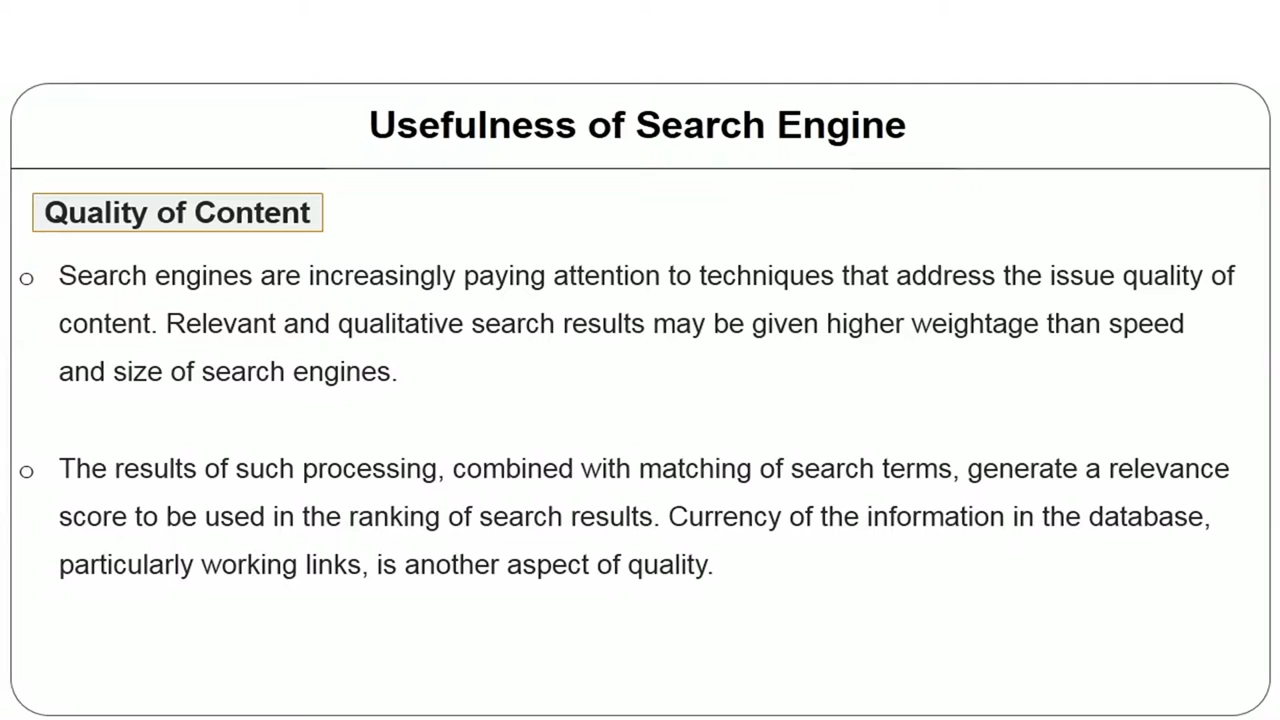 Usefulness of Search Engine
Quality of Content
o Search engines are increasingly paying attention to techniques that address the issue quality of
content. Relevant and qualitative search results may be given higher weightage than speed
and size of search engines.
o The results of such processing, combined with matching of search terms, generate a relevance
score to be used in the ranking of search results. Currency of the information in the database,
particularly working links, is another aspect of quality.